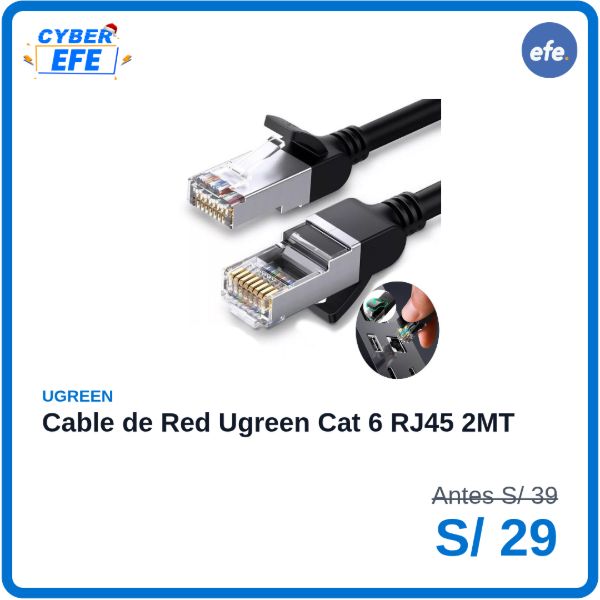 CYBER
EFE
efe.
UGREEN
Cable de Red Ugreen Cat 6 RJ45 2MT
Antes S/ 39
S/ 29